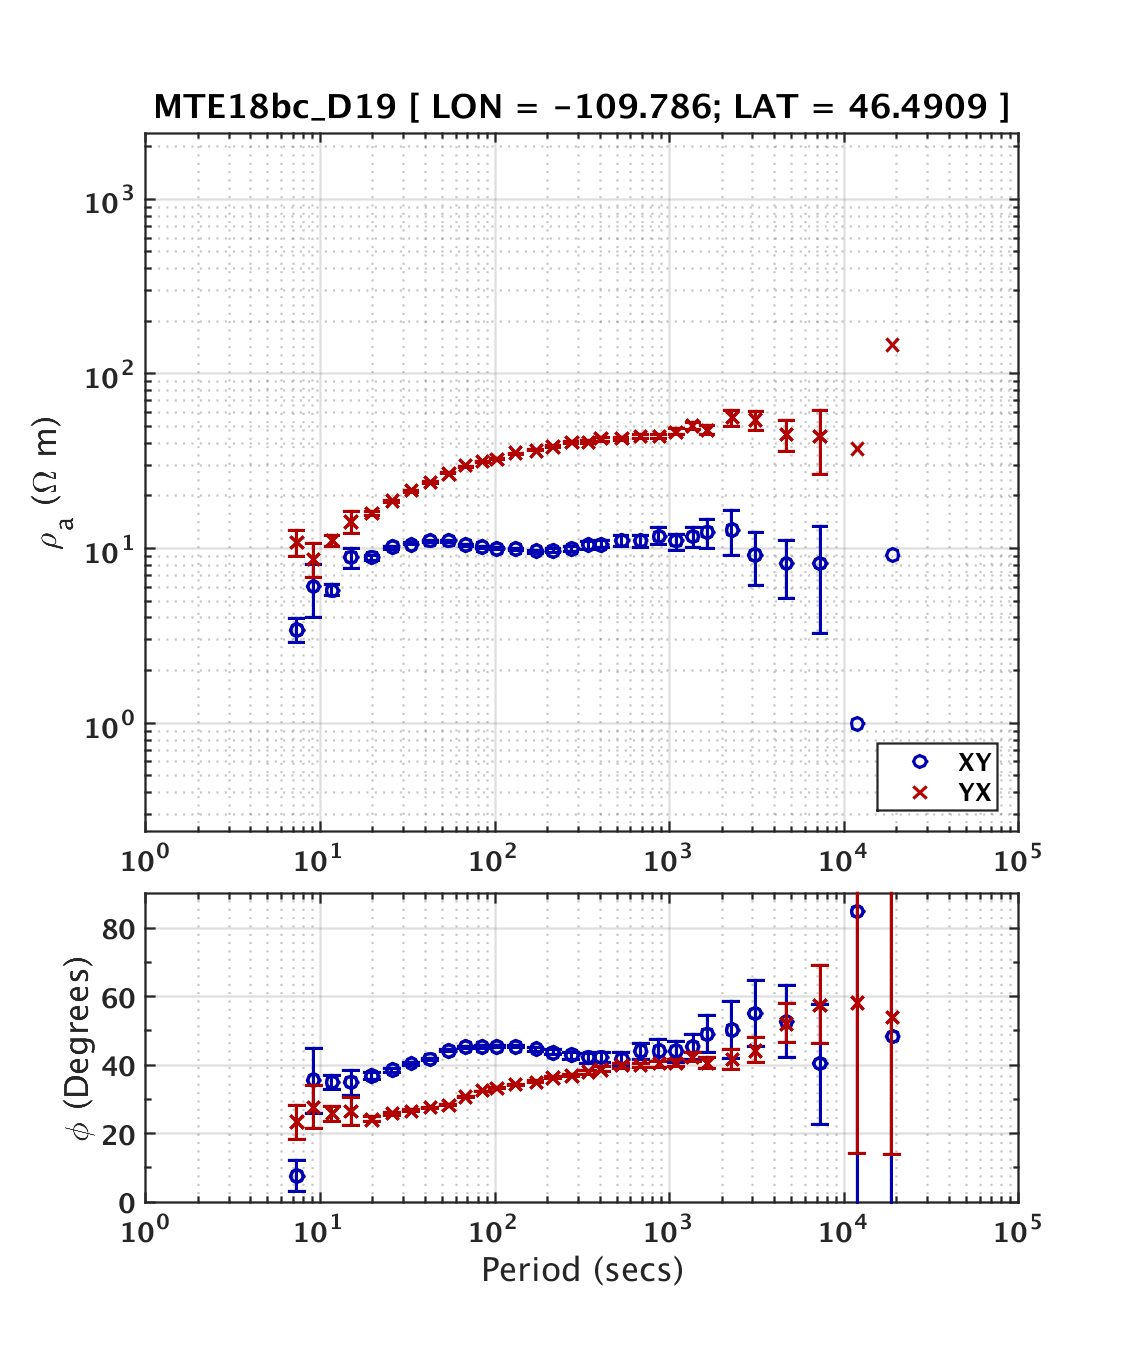 MTE18bc_D19 [ LON = -109.786; LAT = 46.4909 ]
10³
10²
10¹
10⁰
ρₐ (Ω m)
XY
YX
10⁰ 10¹ 10² 10³ 10⁴ 10⁵
80
60
40
20
0
ϕ (Degrees)
10⁰ 10¹ 10² 10³ 10⁴ 10⁵
Period (secs)